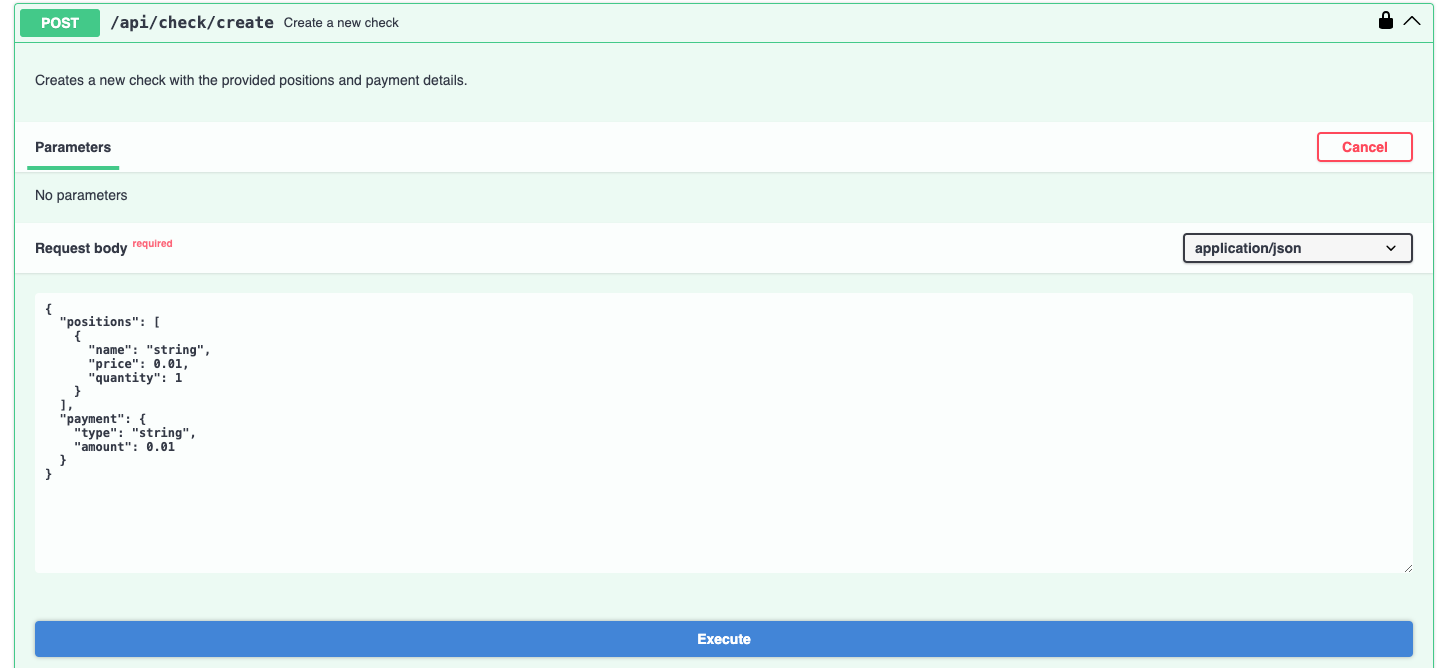 POST /api/check/create Create a new check
Creates a new check with the provided positions and payment details.
Parameters
Cancel
No parameters
Request body required
application/json
{
  "positions": [
    {
      "name": "string",
      "price": 0.01,
      "quantity": 1
    }
  ],
  "payment": {
    "type": "string",
    "amount": 0.01
  }
}
Execute